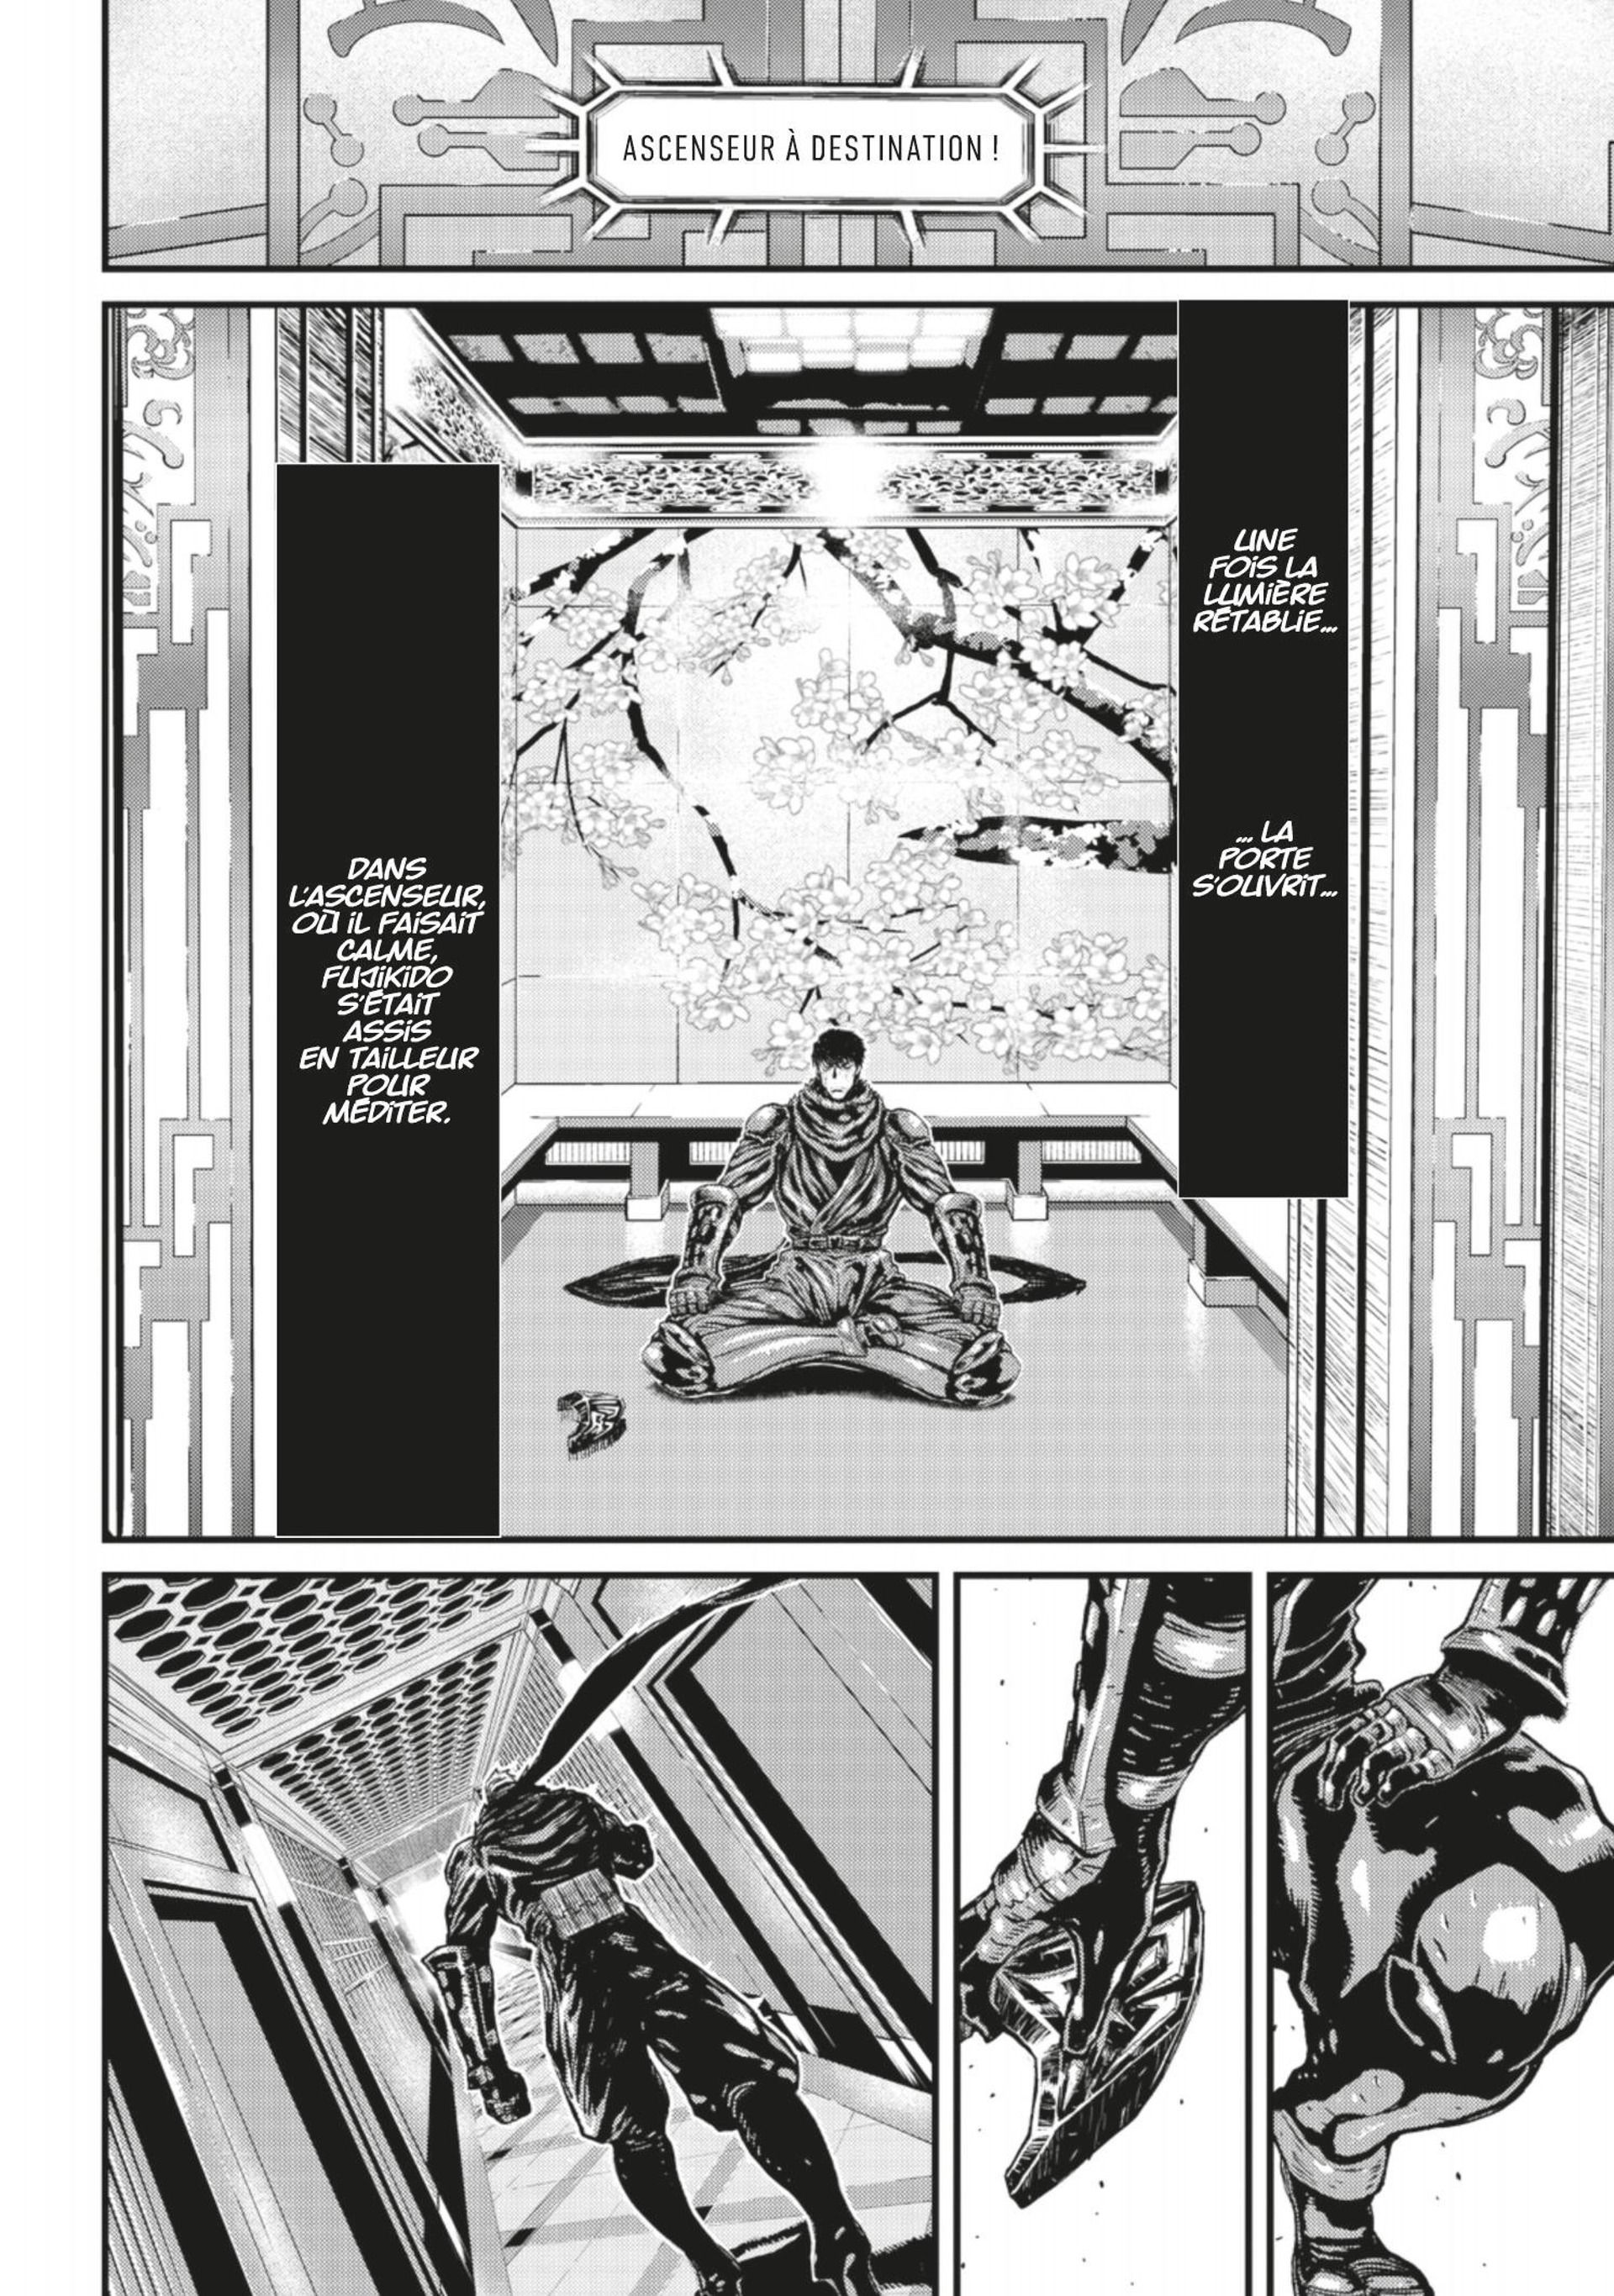 ASCENSEUR À DESTINATION !
UNE
FOIS LA
LUMIÈRE
RÉTABLIE...
... LA
PORTE
S'OUVRIT...
DANS
L'ASCENSEUR,
OÙ IL FAISAIT
CALME,
FUJIKIDO
S'ÉTAIT
ASSIS
EN TAILLEUR
POUR
MÉDITER.